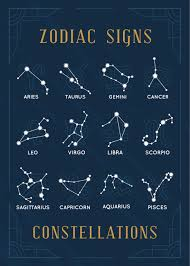 ZODIAC SIGNS
ARIES TAURUS GEMINI CANCER
LEO VIRGO LIBRA SCORPIO
SAGITTARIUS CAPRICORN AQUARIUS PISCES
CONSTELLATIONS